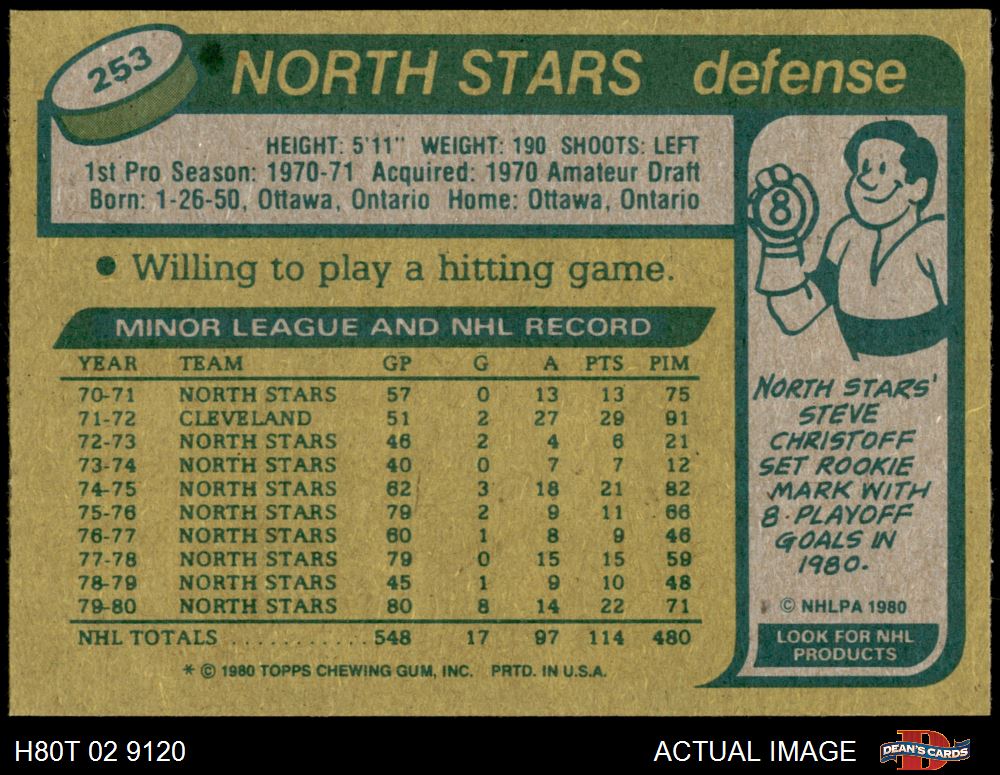 253
NORTH STARS defense
HEIGHT: 5'11" WEIGHT: 190 SHOOTS: LEFT
1st Pro Season: 1970-71 Acquired: 1970 Amateur Draft
Born: 1-26-50, Ottawa, Ontario Home: Ottawa, Ontario
• Willing to play a hitting game.
MINOR LEAGUE AND NHL RECORD
YEAR TEAM GP G A PTS PIM
70-71 NORTH STARS 57 0 13 13 75
71-72 CLEVELAND 51 2 27 29 91
72-73 NORTH STARS 46 2 4 6 21
73-74 NORTH STARS 40 0 7 7 12
74-75 NORTH STARS 62 3 18 21 82
75-76 NORTH STARS 79 2 9 11 66
76-77 NORTH STARS 60 1 8 9 46
77-78 NORTH STARS 79 0 15 15 59
78-79 NORTH STARS 45 1 9 10 48
79-80 NORTH STARS 80 8 14 22 71
NHL TOTALS . . . . . . . . . . . . 548 17 97 114 480
* © 1980 TOPPS CHEWING GUM, INC. PRTD. IN U.S.A.
8
NORTH STARS'
STEVE
CHRISTOFF
SET ROOKIE
MARK WITH
8 PLAYOFF
GOALS IN
1980.
© NHLPA 1980
LOOK FOR NHL
PRODUCTS
H80T 02 9120
ACTUAL IMAGE
D
DEAN'S CARDS